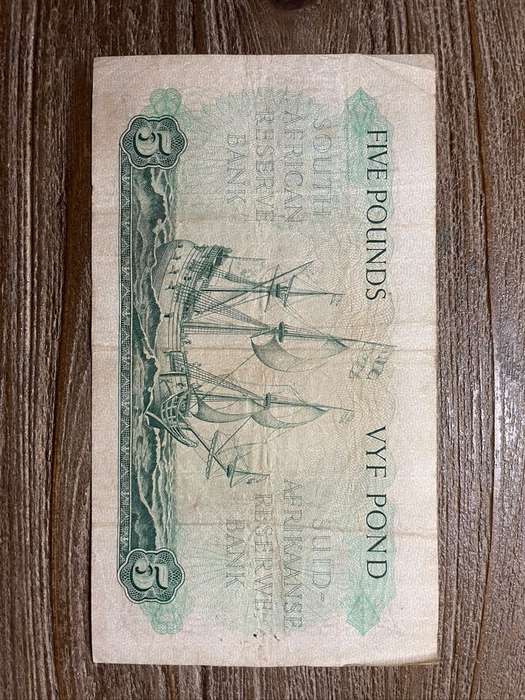 FIVE POUNDS
VYF POND
SOUTH
AFRICAN
RESERVE
BANK
SUID-
AFRIKAANSE
RESERWE-
BANK
5
5